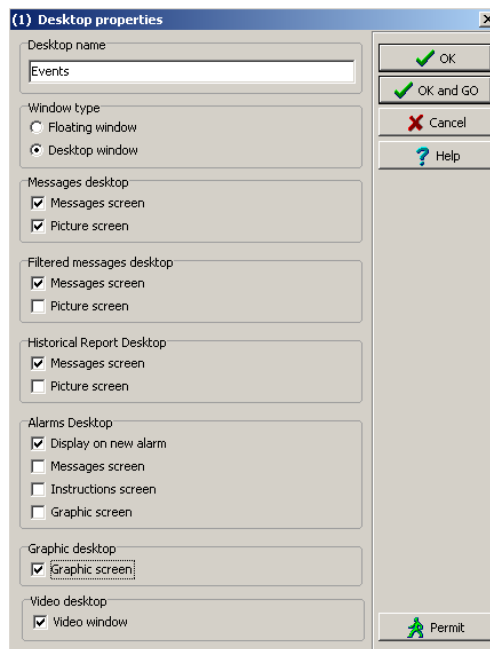 (1) Desktop properties
Desktop name
Events
Window type
Floating window
Desktop window
Messages desktop
Messages screen
Picture screen
Filtered messages desktop
Messages screen
Picture screen
Historical Report Desktop
Messages screen
Picture screen
Alarms Desktop
Display on new alarm
Messages screen
Instructions screen
Graphic screen
Graphic desktop
Graphic screen
Video desktop
Video window
OK
OK and GO
Cancel
Help
Permit